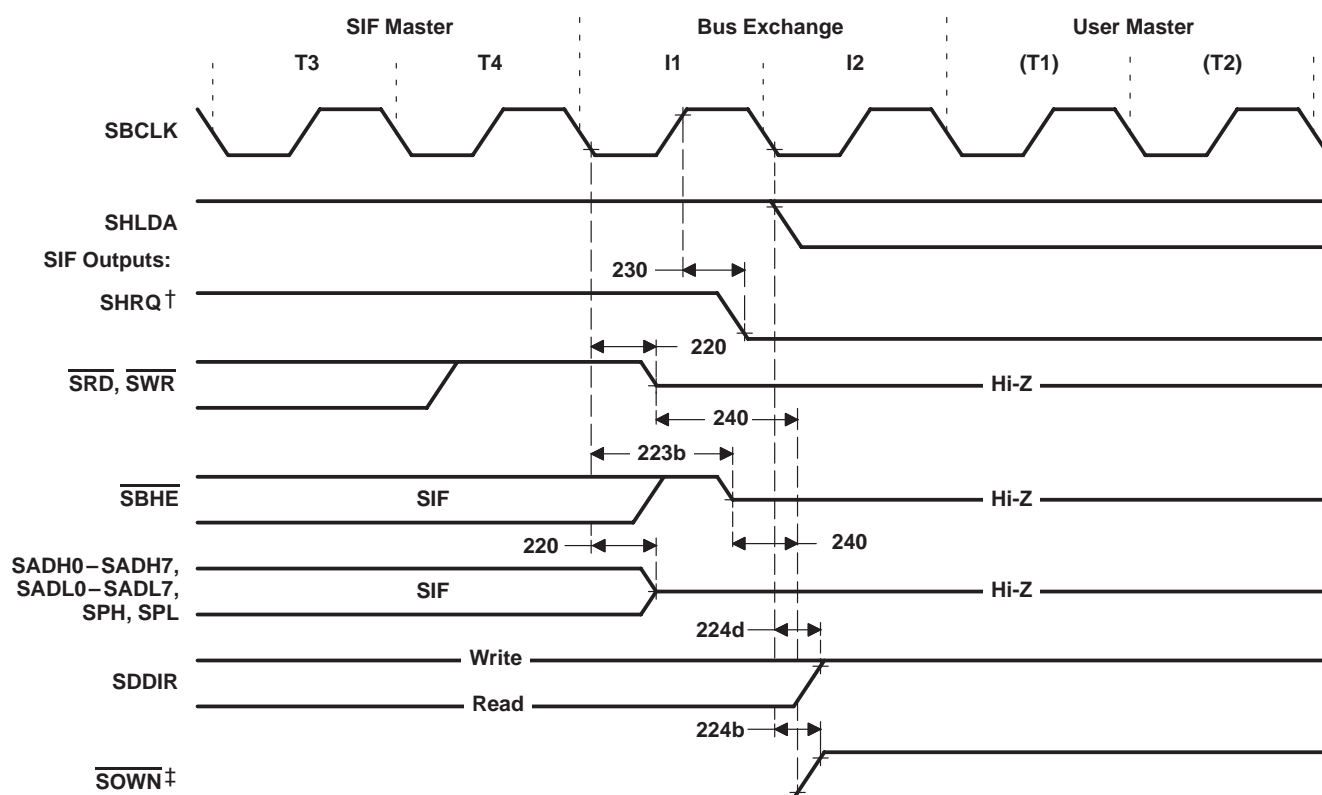 SIF Master Bus Exchange User Master
T3 T4 I1 I2 (T1) (T2)
SBCLK
SHLDA
SIF Outputs:
230
SHRQ †
220
SRD, SWR
Hi-Z
240
223b
SBHE
SIF
Hi-Z
220
240
SADH0–SADH7,
SADL0–SADL7,
SPH, SPL
SIF
Hi-Z
224d
Write
SDDIR
Read
224b
SOWN ‡